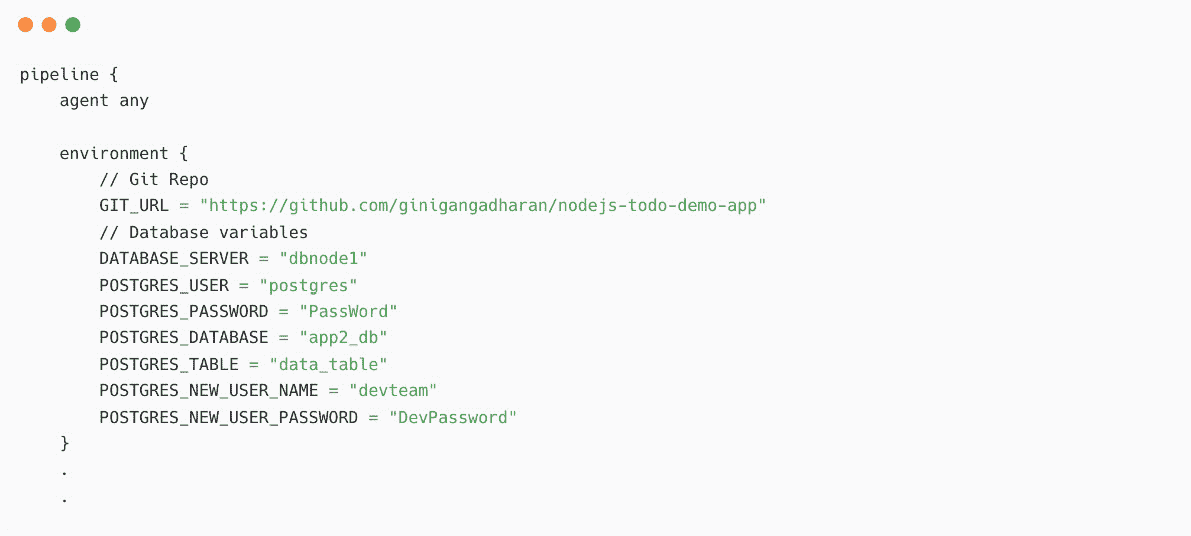 pipeline {
    agent any

    environment {
        // Git Repo
        GIT_URL = "https://github.com/ginigangadharan/nodejs-todo-demo-app"
        // Database variables
        DATABASE_SERVER = "dbnode1"
        POSTGRES_USER = "postgres"
        POSTGRES_PASSWORD = "PassWord"
        POSTGRES_DATABASE = "app2_db"
        POSTGRES_TABLE = "data_table"
        POSTGRES_NEW_USER_NAME = "devteam"
        POSTGRES_NEW_USER_PASSWORD = "DevPassword"
    }
    .
    .